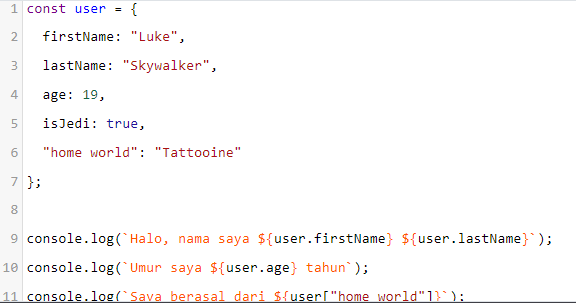 1 const user = {
2 firstName: "Luke",
3 lastName: "Skywalker",
4 age: 19,
5 isJedi: true,
6 "home world": "Tattooine"
7 };
8
9 console.log(`Halo, nama saya ${user.firstName} ${user.lastName}`);
10 console.log(`Umur saya ${user.age} tahun`);
11 console.log(`Saya berasal dari ${user["home world"]}`);